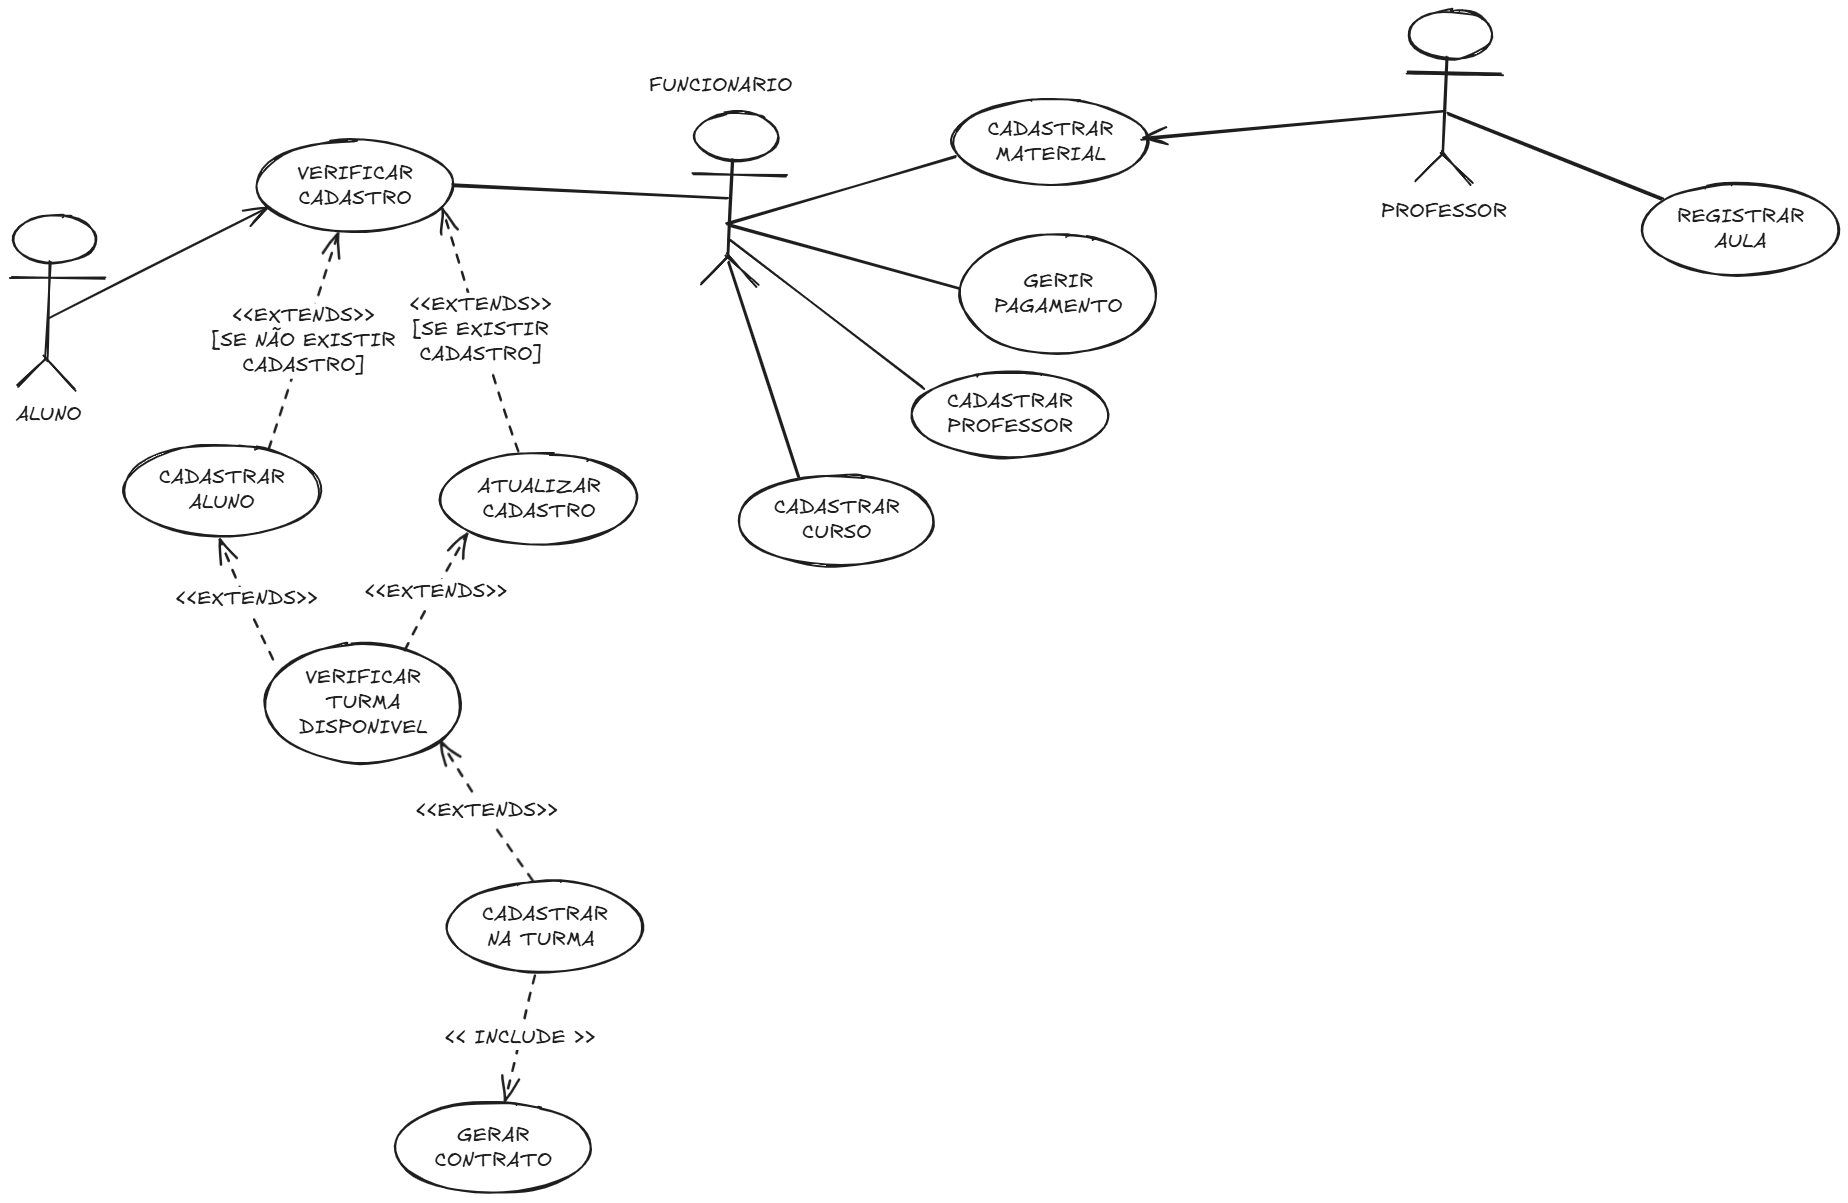 FUNCIONARIO
CADASTRAR
MATERIAL
VERIFICAR
CADASTRO
PROFESSOR
REGISTRAR
AULA
GERIR
PAGAMENTO
<<EXTENDS>>
[SE NÃO EXISTIR
CADASTRO]
<<EXTENDS>>
[SE EXISTIR
CADASTRO]
ALUNO
CADASTRAR
PROFESSOR
CADASTRAR
ALUNO
ATUALIZAR
CADASTRO
CADASTRAR
CURSO
<<EXTENDS>>
<<EXTENDS>>
VERIFICAR
TURMA
DISPONIVEL
<<EXTENDS>>
CADASTRAR
NA TURMA
<< INCLUDE >>
GERAR
CONTRATO